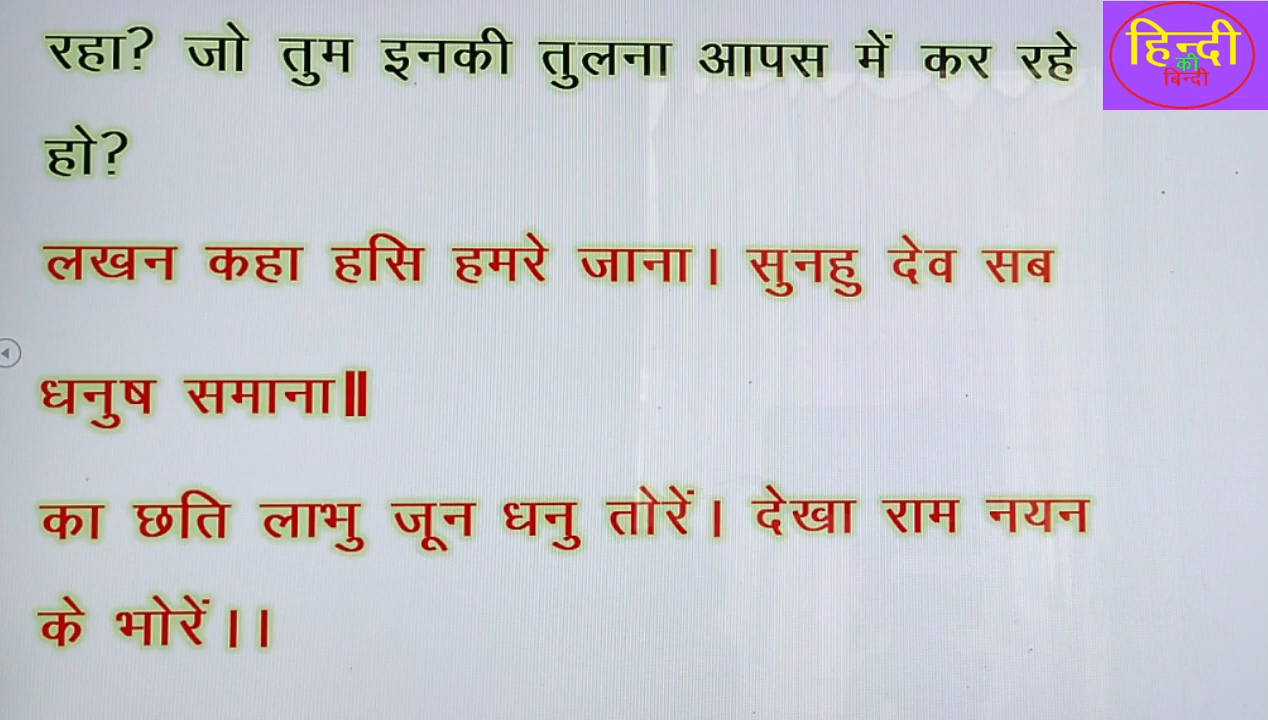 रहा? जो तुम इनकी तुलना आपस में कर रहे
हो?
लखन कहा हसि हमरे जाना। सुनहु देव सब
धनुष समाना॥
का छति लाभु जून धनु तोरें। देखा राम नयन
के भोरें।।
हिन्दी
की
बिन्दी